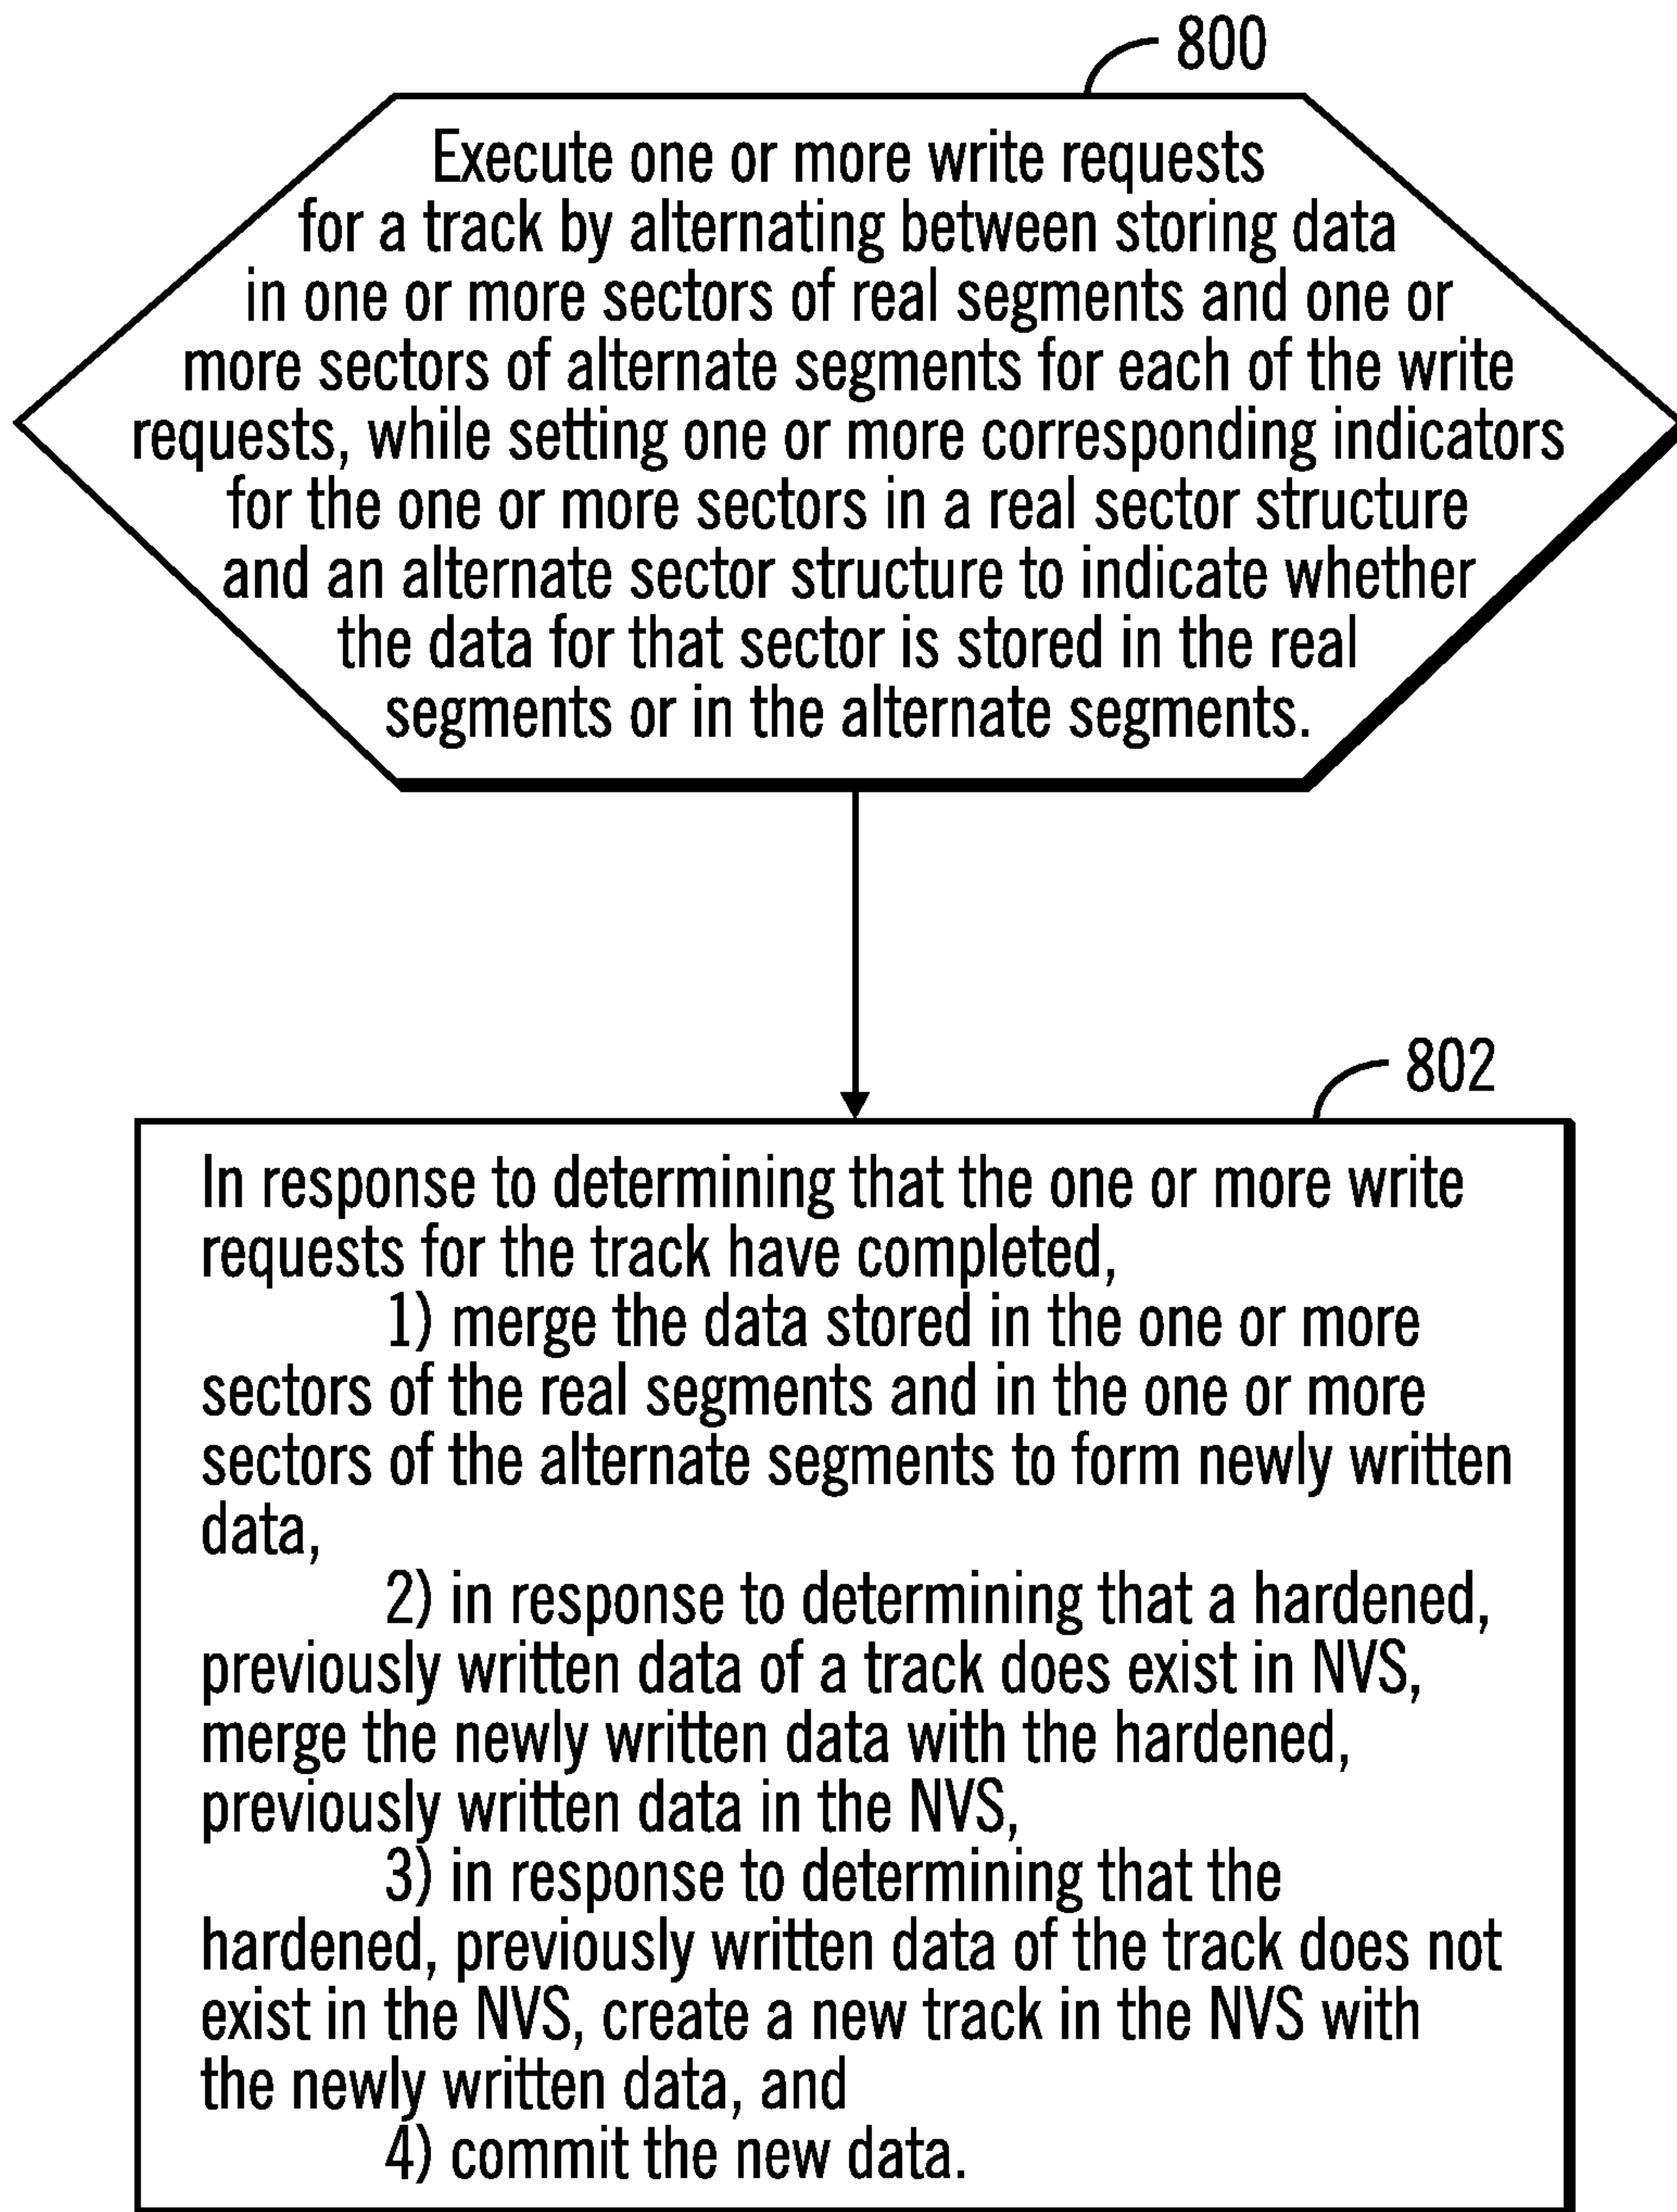 800
Execute one or more write requests
for a track by alternating between storing data
in one or more sectors of real segments and one or
more sectors of alternate segments for each of the write
requests, while setting one or more corresponding indicators
for the one or more sectors in a real sector structure
and an alternate sector structure to indicate whether
the data for that sector is stored in the real
segments or in the alternate segments.
802
In response to determining that the one or more write
requests for the track have completed,
1) merge the data stored in the one or more
sectors of the real segments and in the one or more
sectors of the alternate segments to form newly written
data,
2) in response to determining that a hardened,
previously written data of a track does exist in NVS,
merge the newly written data with the hardened,
previously written data in the NVS,
3) in response to determining that the
hardened, previously written data of the track does not
exist in the NVS, create a new track in the NVS with
the newly written data, and
4) commit the new data.